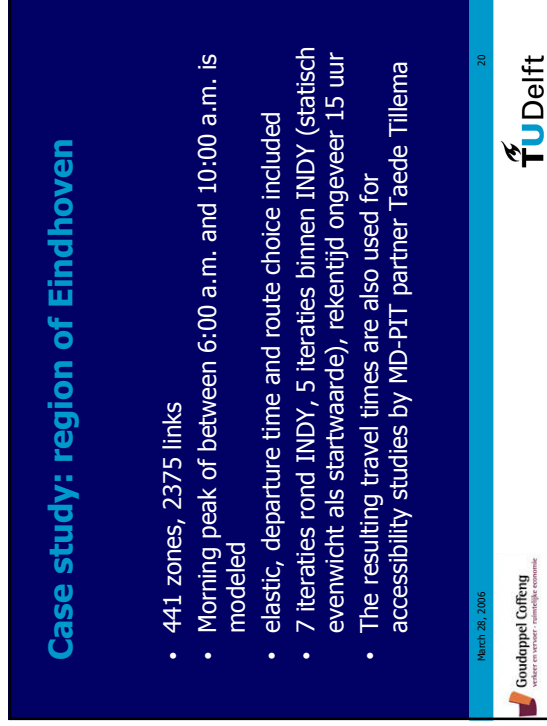 Case study: region of Eindhoven
• 441 zones, 2375 links
• Morning peak of between 6:00 a.m. and 10:00 a.m. is
modeled
• elastic, departure time and route choice included
• 7 iteraties rond INDY, 5 iteraties binnen INDY (statisch
evenwicht als startwaarde), rekentijd ongeveer 15 uur
• The resulting travel times are also used for
accessibility studies by MD-PIT partner Taede Tillema
March 28, 2006
20
Goudappel Coffeng
verkeer en vervoer - ruimtelijke economie
TU Delft